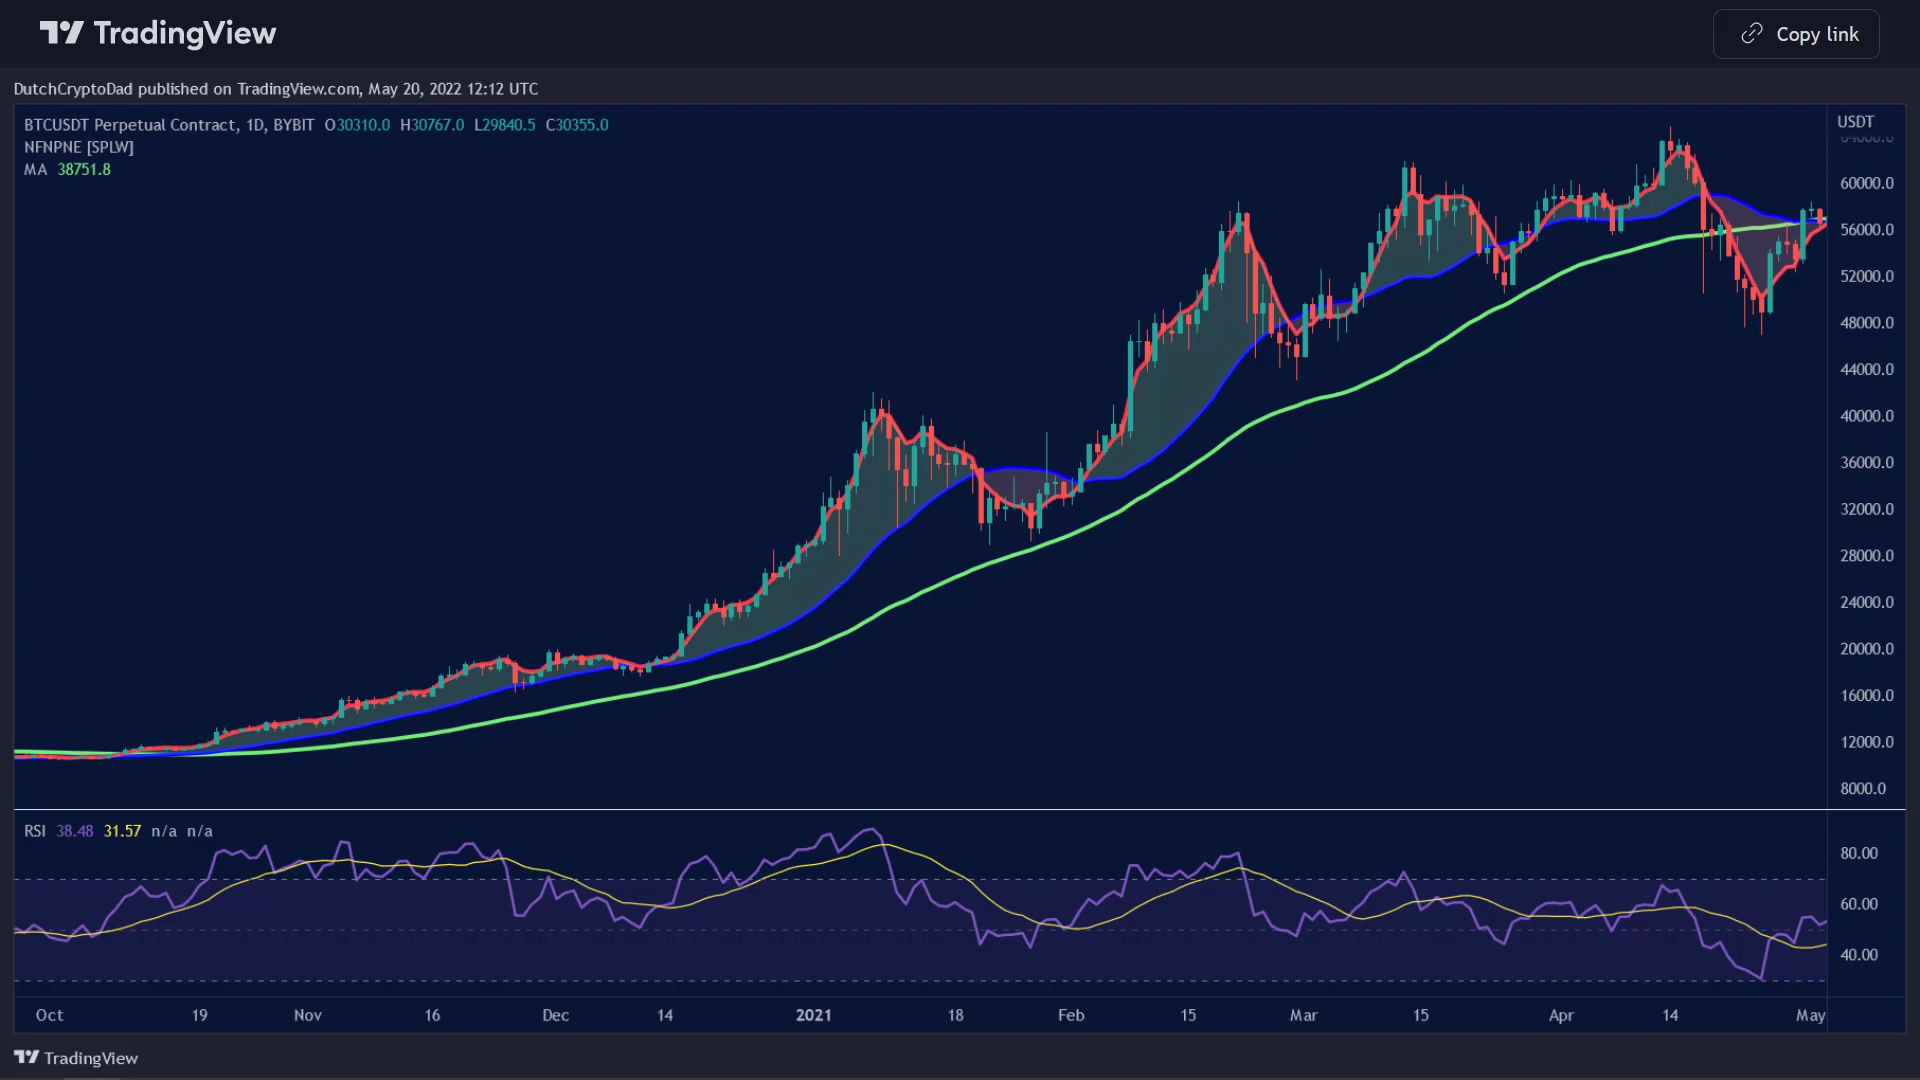 TradingView
Copy link
DutchCryptoDad published on TradingView.com, May 20, 2022 12:12 UTC
BTCUSDT Perpetual Contract, 1D, BYBIT O30310.0 H30767.0 L29840.5 C30355.0
NFNPNE [SPLW]
MA 38751.8
USDT
64000.0
60000.0
56000.0
52000.0
48000.0
44000.0
40000.0
36000.0
32000.0
28000.0
24000.0
20000.0
16000.0
12000.0
8000.0
RSI 38.48 31.57 n/a n/a
80.00
60.00
40.00
Oct 19 Nov 16 Dec 14 2021 18 Feb 15 Mar 15 Apr 14 May
TradingView